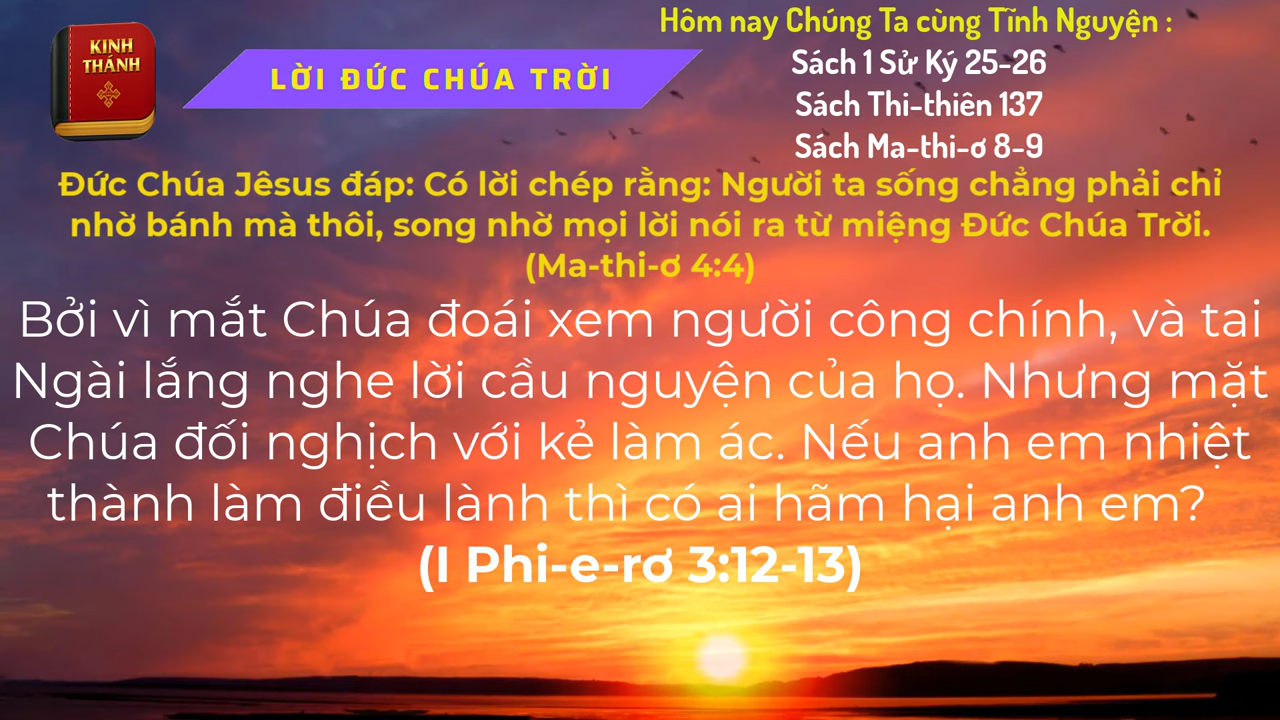 KINH
THÁNH
LỜI ĐỨC CHÚA TRỜI
Hôm nay Chúng Ta cùng Tĩnh Nguyện :
Sách 1 Sử Ký 25-26
Sách Thi-thiên 137
Sách Ma-thi-ơ 8-9
Đức Chúa Jêsus đáp: Có lời chép rằng: Người ta sống chẳng phải chỉ
nhờ bánh mà thôi, song nhờ mọi lời nói ra từ miệng Đức Chúa Trời.
(Ma-thi-ơ 4:4)
Bởi vì mắt Chúa đoái xem người công chính, và tai
Ngài lắng nghe lời cầu nguyện của họ. Nhưng mặt
Chúa đối nghịch với kẻ làm ác. Nếu anh em nhiệt
thành làm điều lành thì có ai hãm hại anh em?
(I Phi-e-rơ 3:12-13)